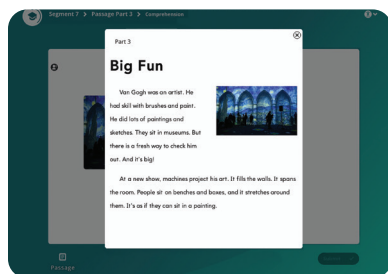 Segment 7 > Passage Part 3 > Comprehension
Part 3
Big Fun
Van Gogh was an artist. He
had skill with brushes and paint.
He did lots of paintings and
sketches. They sit in museums. But
there is a fresh way to check him
out. And it's big!
At a new show, machines project his art. It fills the walls. It spans
the room. People sit on benches and boxes, and it stretches around
them. It's as if they can sit in a painting.
Passage